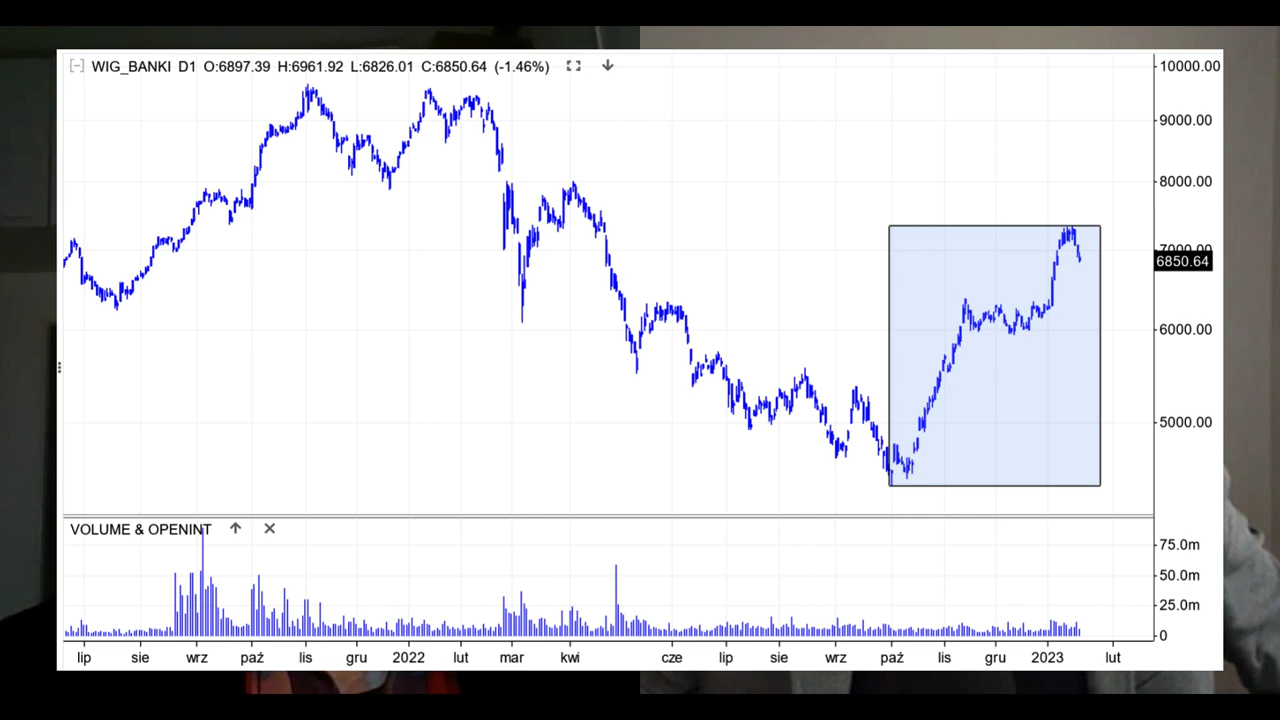 [-] WIG_BANKI D1 O:6897.39 H:6961.92 L:6826.01 C:6850.64 (-1.46%)
10000.00
9000.00
8000.00
7000.00
6850.64
6000.00
5000.00
VOLUME & OPENINT
75.0m
50.0m
25.0m
0
lip sie wrz paź lis gru 2022 lut mar kwi cze lip sie wrz paź lis gru 2023 lut